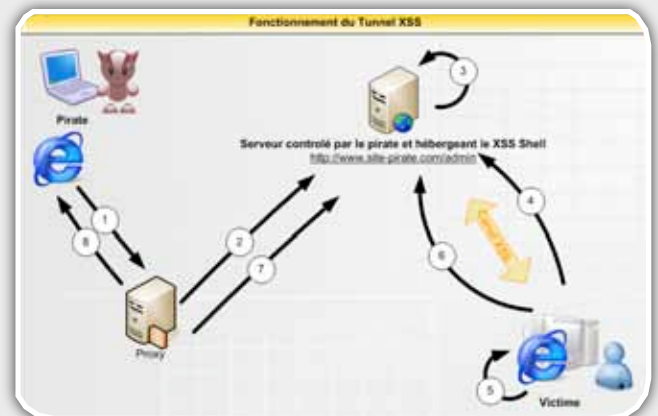 Fonctionnement du Tunnel XSS
Pirate
3
Serveur controlé par le pirate et hébergeant le XSS Shell
http://www.site-pirate.com/admin
1
8
2
7
4
6
Proxy
5
Victime